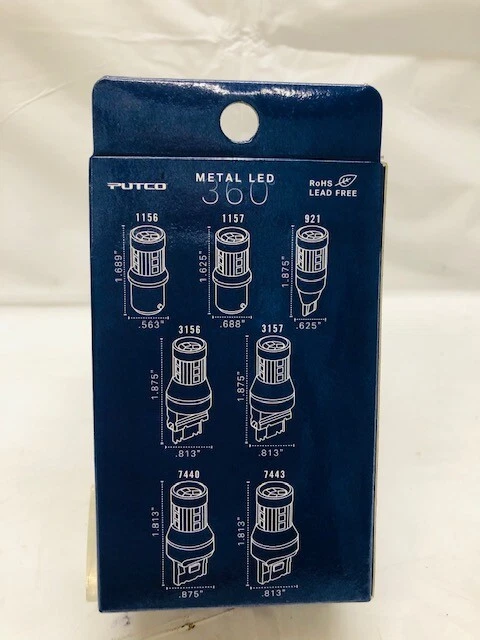 PUTCO
METAL LED
360
RoHS
LEAD FREE
1156 1157 921
1.689" 1.625" 1.875"
.563" .688" .625"
3156 3157
1.875" 1.875"
.813" .813"
7440 7443
1.813" 1.813"
.875" .813"